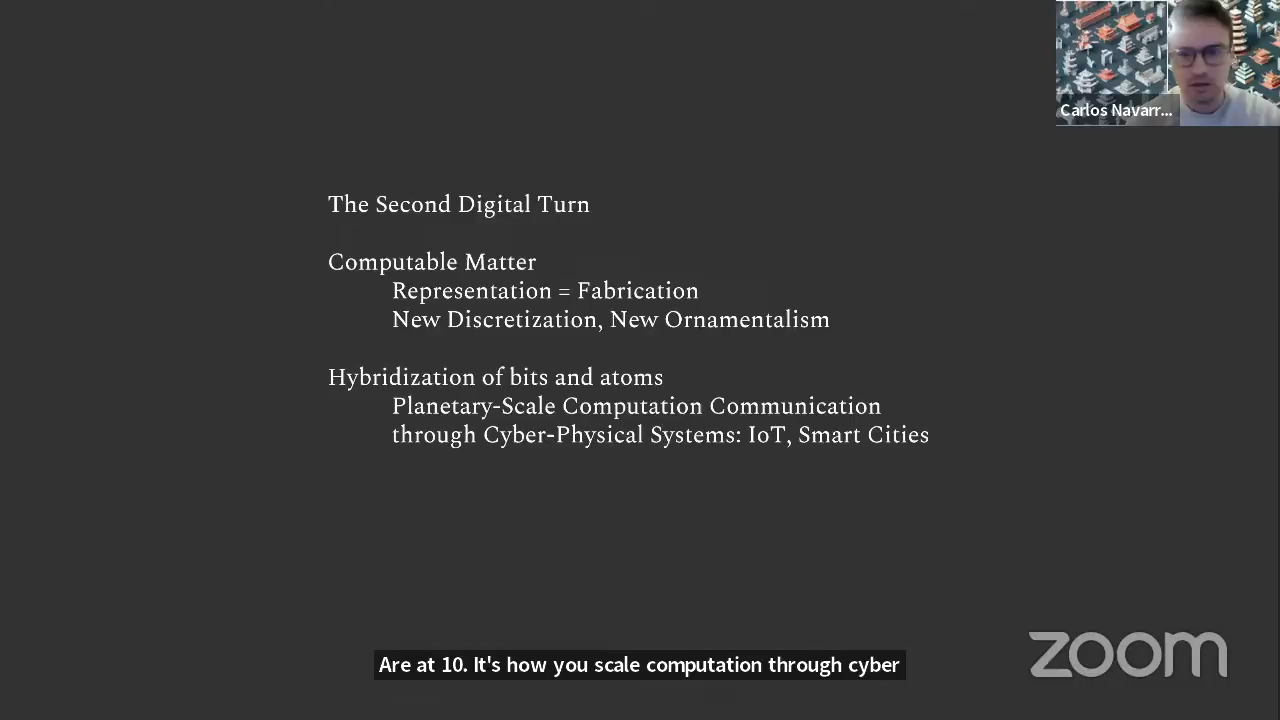 Carlos Navarr...
The Second Digital Turn
Computable Matter
Representation = Fabrication
New Discretization, New Ornamentalism
Hybridization of bits and atoms
Planetary-Scale Computation Communication
through Cyber-Physical Systems: IoT, Smart Cities
Are at 10. It's how you scale computation through cyber
zoom